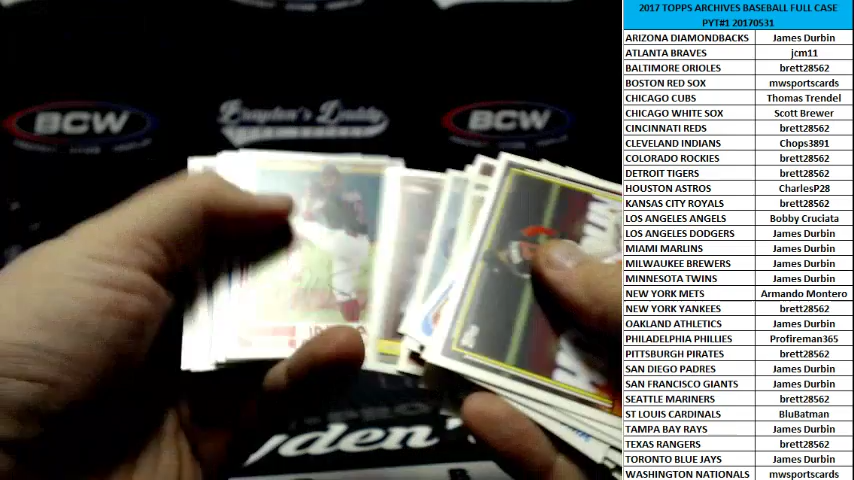 2017 TOPPS ARCHIVES BASEBALL FULL CASE
PYT#1 20170531
ARIZONA DIAMONDBACKS James Durbin
ATLANTA BRAVES jcm11
BALTIMORE ORIOLES brett28562
BOSTON RED SOX mwsportscards
CHICAGO CUBS Thomas Trendel
CHICAGO WHITE SOX Scott Brewer
CINCINNATI REDS brett28562
CLEVELAND INDIANS Chops3891
COLORADO ROCKIES brett28562
DETROIT TIGERS brett28562
HOUSTON ASTROS CharlesP28
KANSAS CITY ROYALS brett28562
LOS ANGELES ANGELS Bobby Cruciata
LOS ANGELES DODGERS James Durbin
MIAMI MARLINS James Durbin
MILWAUKEE BREWERS James Durbin
MINNESOTA TWINS James Durbin
NEW YORK METS Armando Montero
NEW YORK YANKEES brett28562
OAKLAND ATHLETICS James Durbin
PHILADELPHIA PHILLIES Profireman365
PITTSBURGH PIRATES brett28562
SAN DIEGO PADRES James Durbin
SAN FRANCISCO GIANTS James Durbin
SEATTLE MARINERS brett28562
ST LOUIS CARDINALS BluBatman
TAMPA BAY RAYS James Durbin
TEXAS RANGERS brett28562
TORONTO BLUE JAYS James Durbin
WASHINGTON NATIONALS mwsportscards
BCW
Brayden's Daddy
BCW
yden's